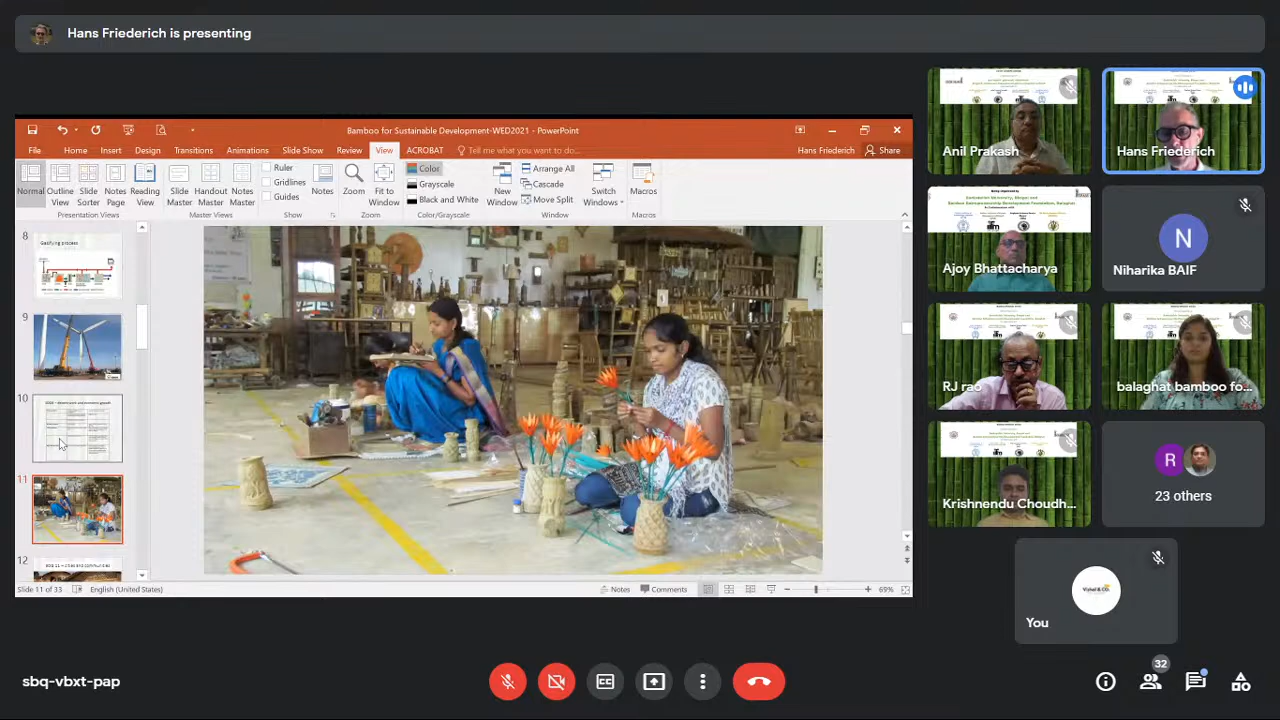 Hans Friederich is presenting
Bamboo for Sustainable Development-WED2021 - PowerPoint
File Home Insert Design Transitions Animations Slide Show Review View ACROBAT Tell me what you want to do... Hans Friederich Share
Normal
Outline View
Slide Sorter
Notes Page
Reading View
Presentation Views
Slide Master
Handout Master
Notes Master
Master Views
Ruler
Gridlines
Guides
Notes
Show
Zoom
Fit to Window
Zoom
Color
Grayscale
Black and White
Color/Grayscale
New Window
Arrange All
Cascade
Move Split
Switch Windows
Window
Macros
Macros
8
Gasifying process
9
10
11
12
Slide 11 of 33 English (United States) Notes Comments 69%
Anil Prakash
Hans Friederich
Ajoy Bhattacharya
N
Niharika BAIF
RJ rao
balaghat bamboo fo...
Krishnendu Choudh...
R
23 others
You
sbq-vbxt-pap
CC
32